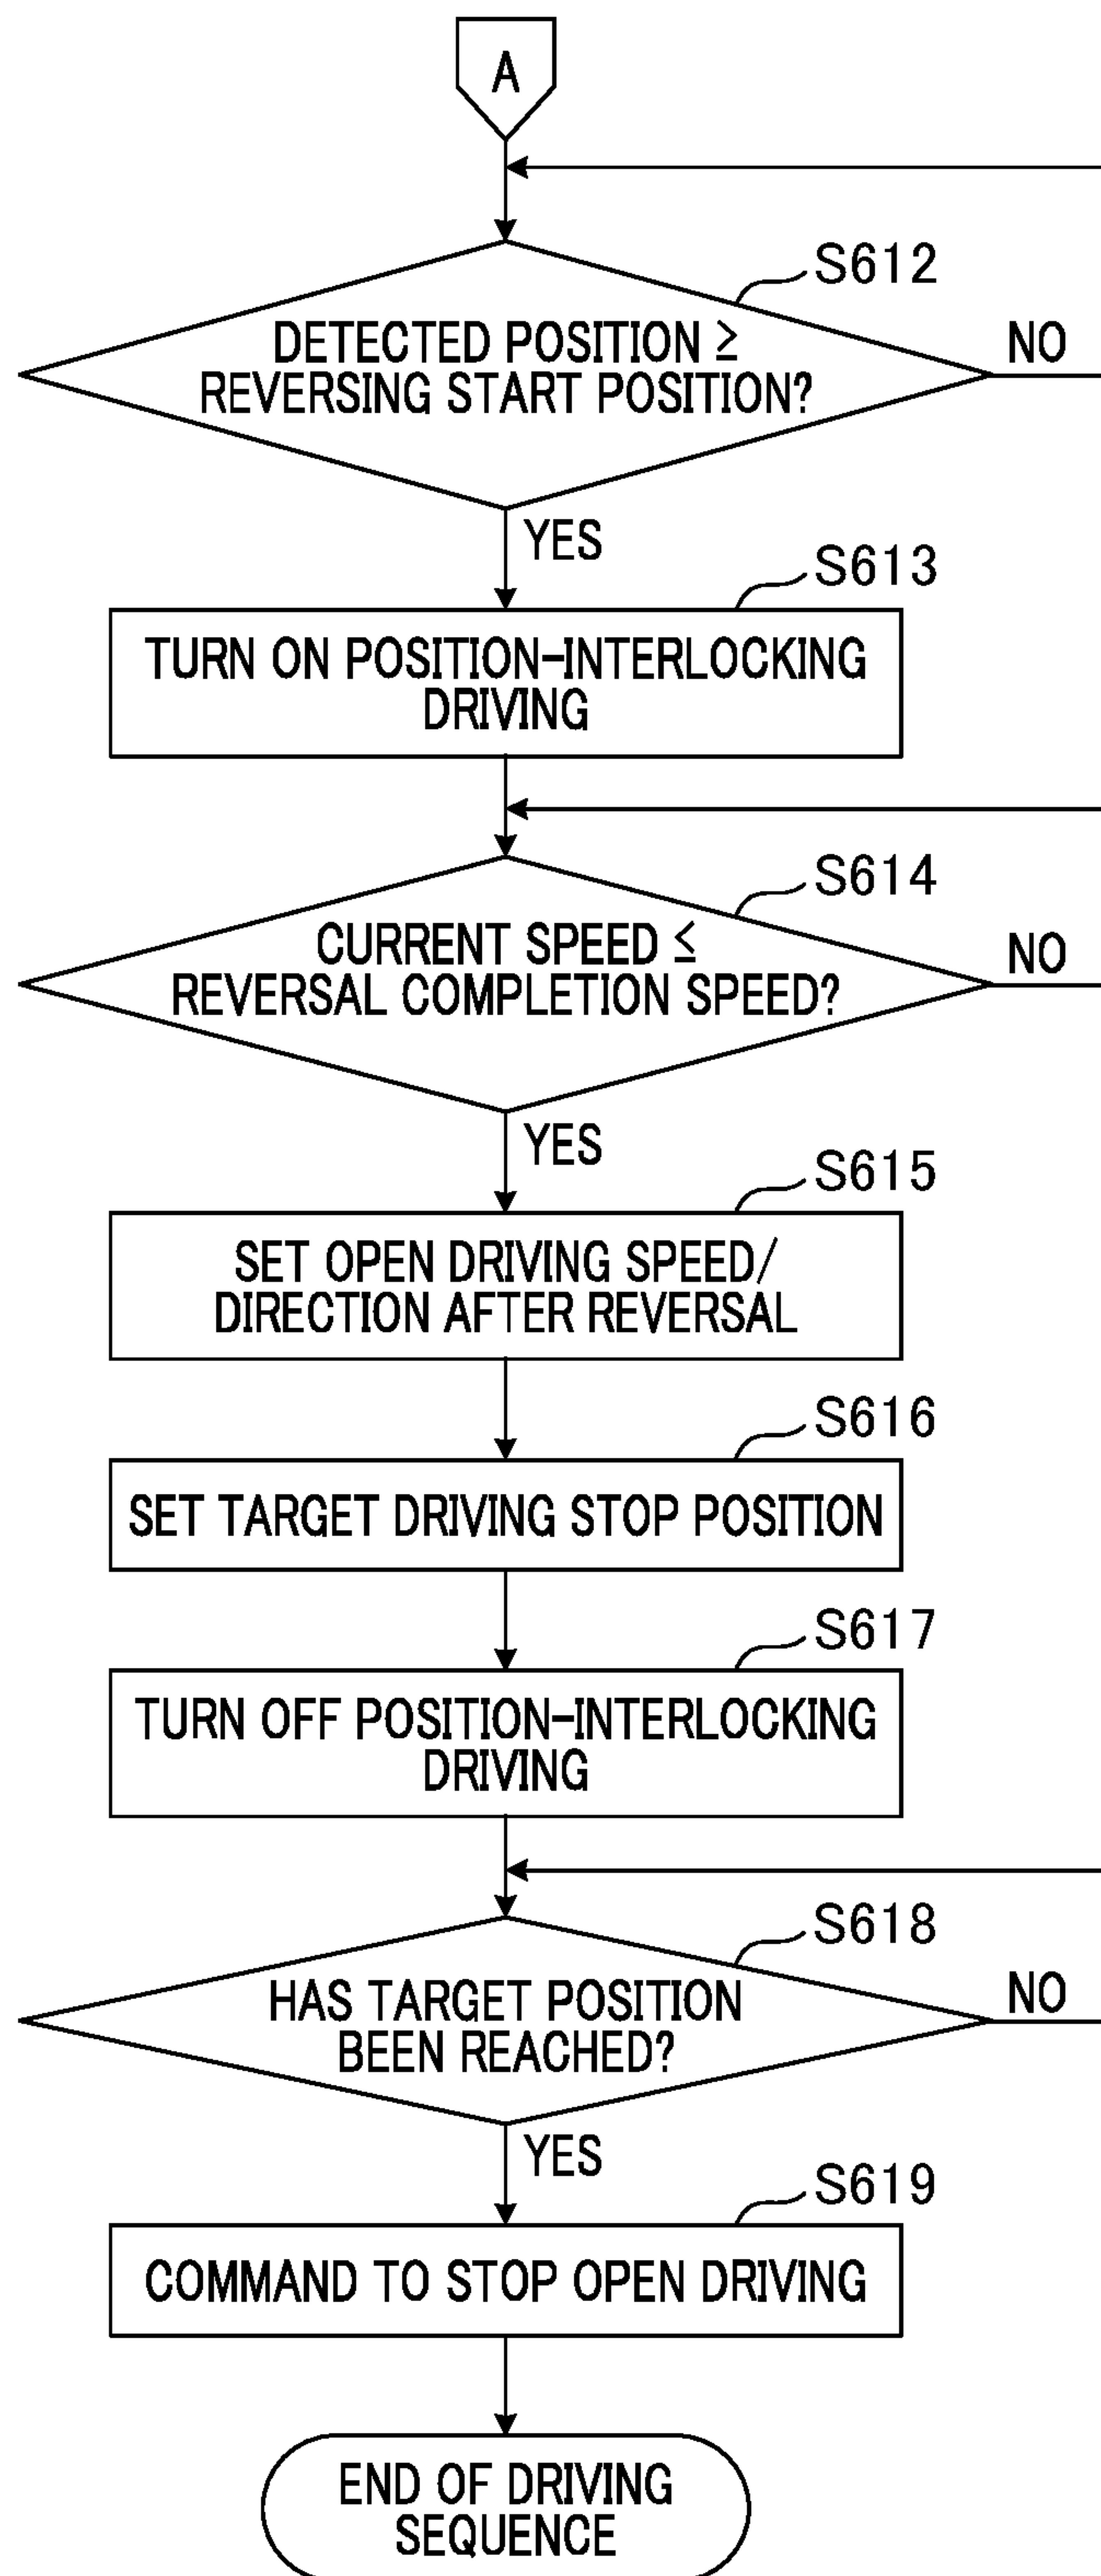 A
S612
DETECTED POSITION ≥
REVERSING START POSITION?
NO
YES
S613
TURN ON POSITION-INTERLOCKING
DRIVING
S614
CURRENT SPEED ≤
REVERSAL COMPLETION SPEED?
NO
YES
S615
SET OPEN DRIVING SPEED/
DIRECTION AFTER REVERSAL
S616
SET TARGET DRIVING STOP POSITION
S617
TURN OFF POSITION-INTERLOCKING
DRIVING
S618
HAS TARGET POSITION
BEEN REACHED?
NO
YES
S619
COMMAND TO STOP OPEN DRIVING
END OF DRIVING
SEQUENCE